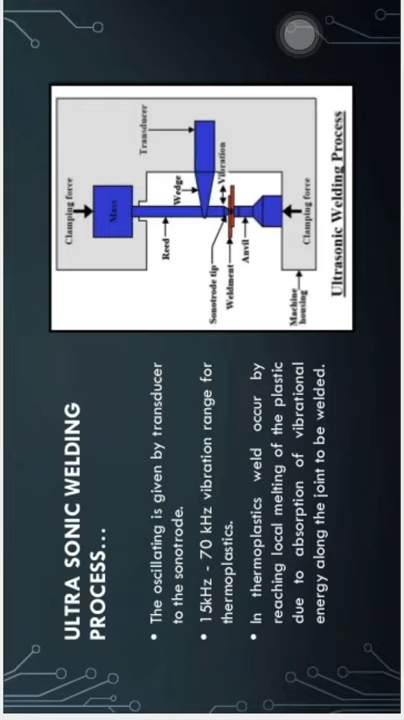 ULTRA SONIC WELDING
PROCESS...
• The oscillating is given by transducer
to the sonotrode.
• 15kHz - 70 kHz vibration range for
thermoplastics.
• In thermoplastics weld occur by
reaching local melting of the plastic
due to absorption of vibrational
energy along the joint to be welded.
Clamping force
Mass
Transducer
Wedge
Reed
Vibration
Sonotrode tip
Weldment
Anvil
Clamping force
Machine
housing
Ultrasonic Welding Process